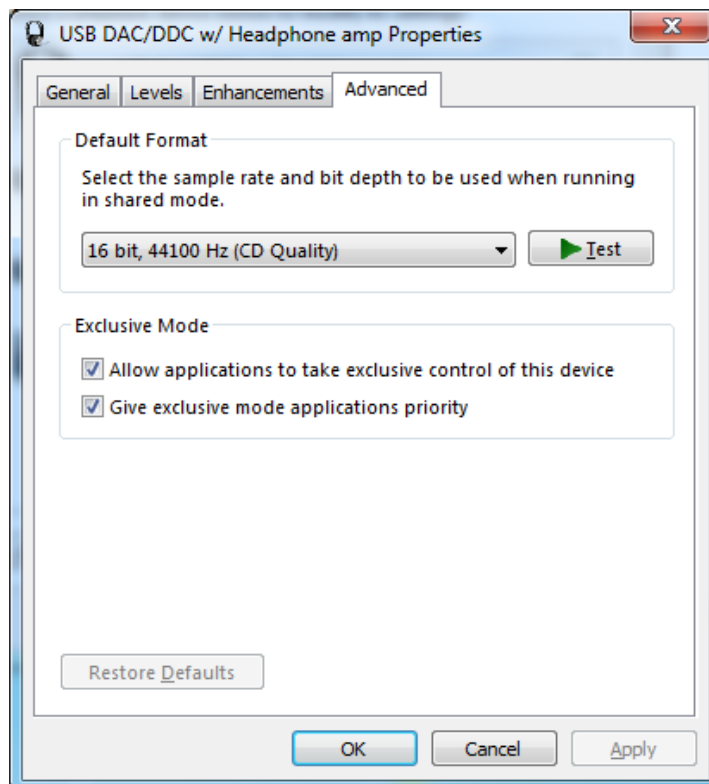 USB DAC/DDC w/ Headphone amp Properties
General Levels Enhancements Advanced
Default Format
Select the sample rate and bit depth to be used when running
in shared mode.
16 bit, 44100 Hz (CD Quality) Test
Exclusive Mode
Allow applications to take exclusive control of this device
Give exclusive mode applications priority
Restore Defaults
OK Cancel Apply